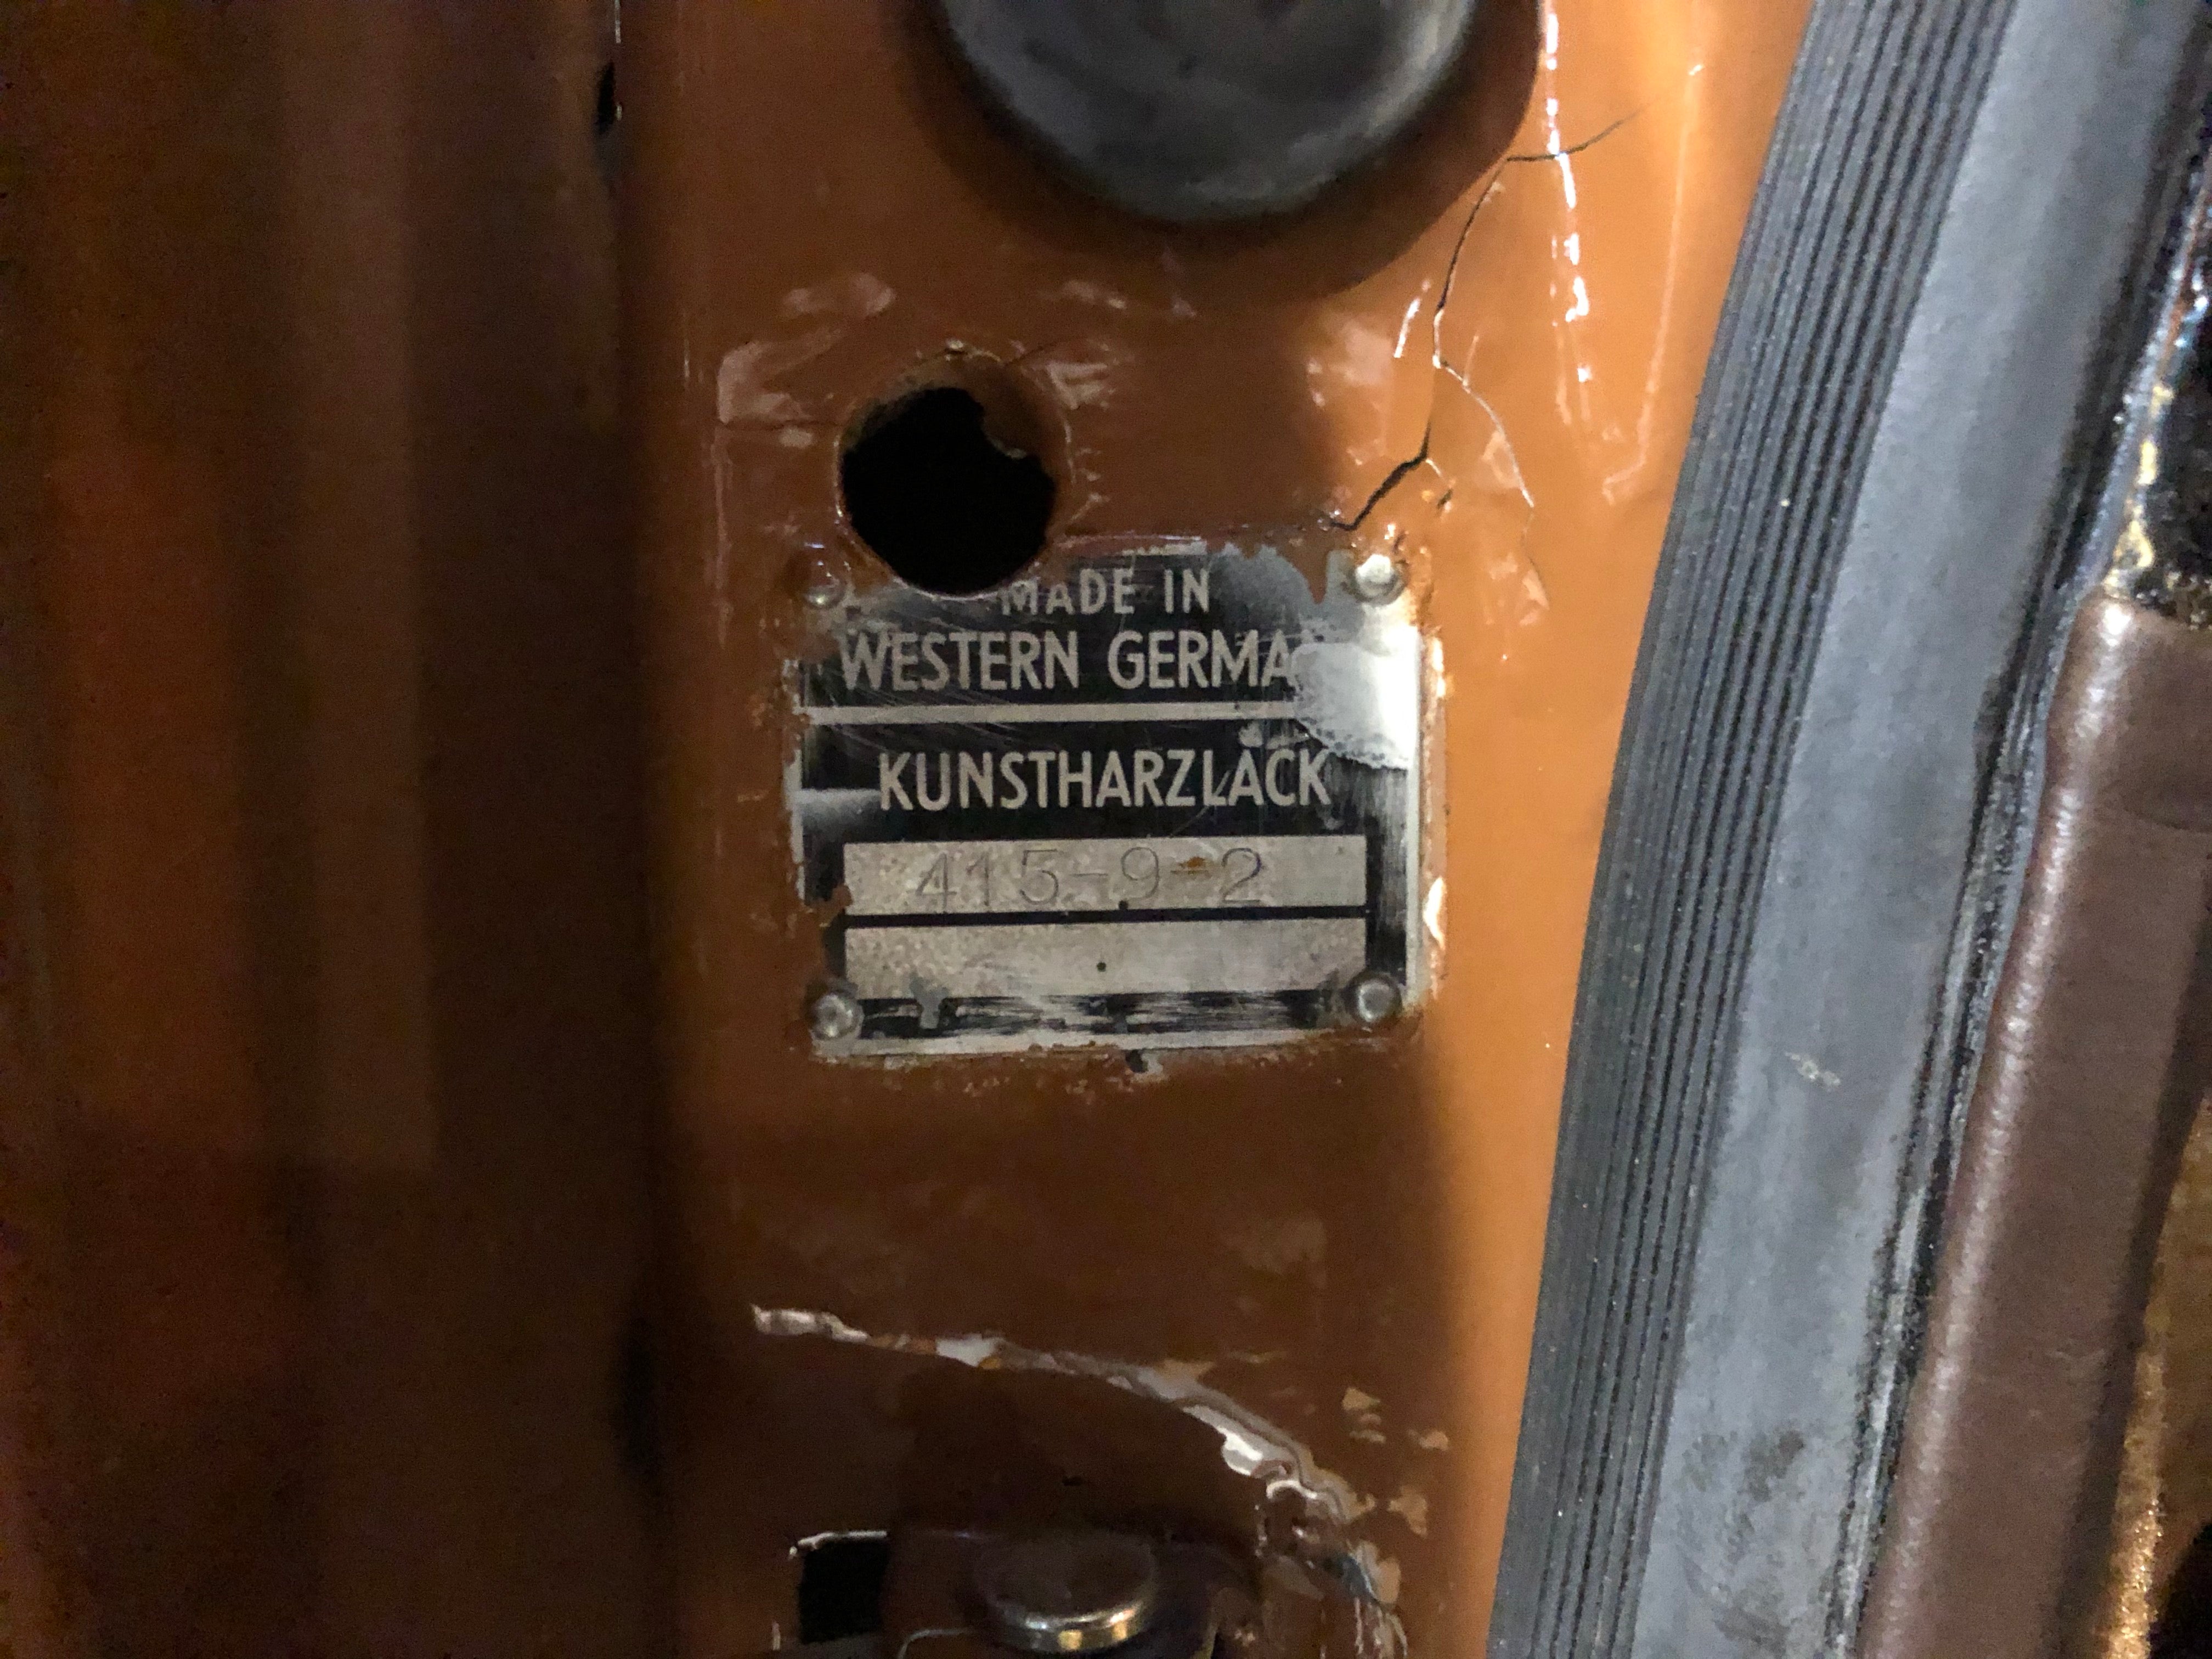 MADE IN
WESTERN GERMA
KUNSTHARZLACK
415-9-2